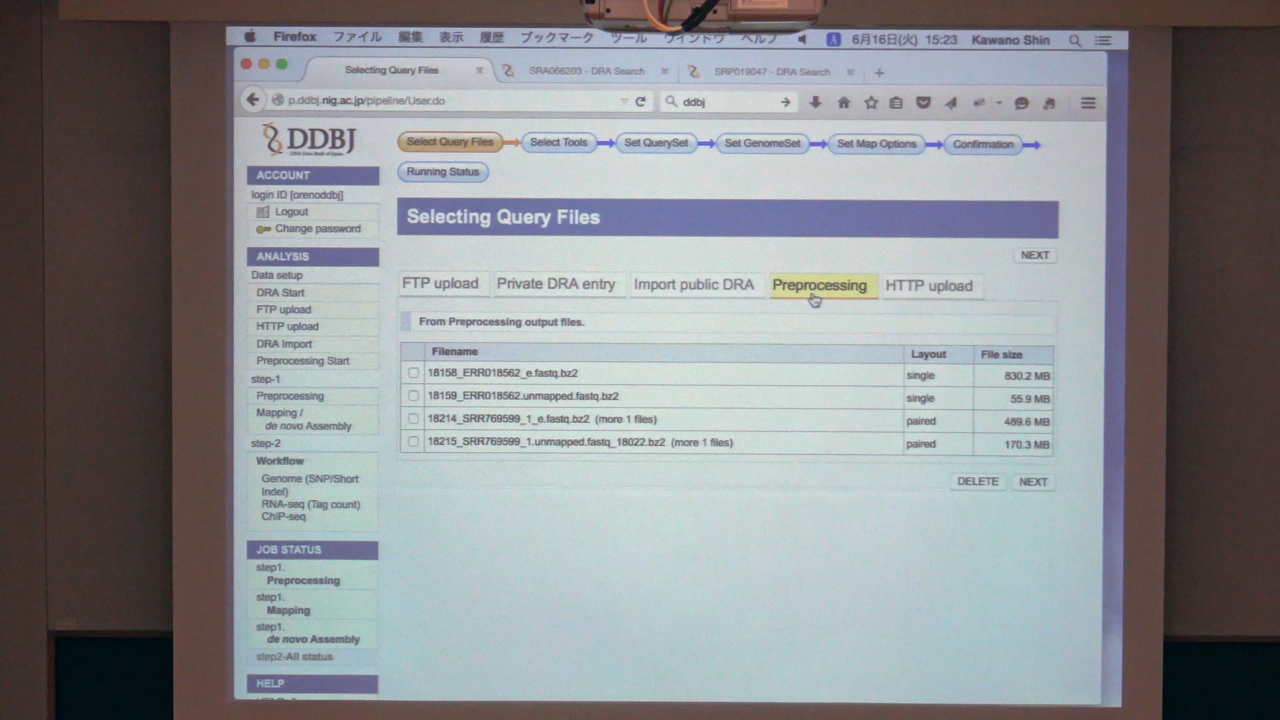 Firefox ファイル 編集 表示 履歴 ブックマーク ツール ウインドウ ヘルプ A 6月16日(火) 15:23 Kawano Shin
Selecting Query Files × SRA066203 - DRA Search × SRP019047 - DRA Search × +
p.ddbj.nig.ac.jp/pipeline/User.do ddbj
DDBJ
Select Query Files Select Tools Set QuerySet Set GenomeSet Set Map Options Confirmation
Running Status
ACCOUNT
login ID [orenoddbj]
Logout
Change password
ANALYSIS
Data setup
DRA Start
FTP upload
HTTP upload
DRA Import
Preprocessing Start
step-1
Preprocessing
Mapping /
de novo Assembly
step-2
Workflow
Genome (SNP/Short
Indel)
RNA-seq (Tag count)
ChIP-seq
JOB STATUS
step1.
Preprocessing
step1.
Mapping
step1.
de novo Assembly
step2-All status
HELP
Selecting Query Files
NEXT
FTP upload Private DRA entry Import public DRA Preprocessing HTTP upload
From Preprocessing output files.
Filename Layout File size
18158_ERR018562_e.fastq.bz2 single 830.2 MB
18159_ERR018562.unmapped.fastq.bz2 single 55.9 MB
18214_SRR769599_1_e.fastq.bz2 (more 1 files) paired 489.6 MB
18215_SRR769599_1.unmapped.fastq_18022.bz2 (more 1 files) paired 170.3 MB
DELETE NEXT